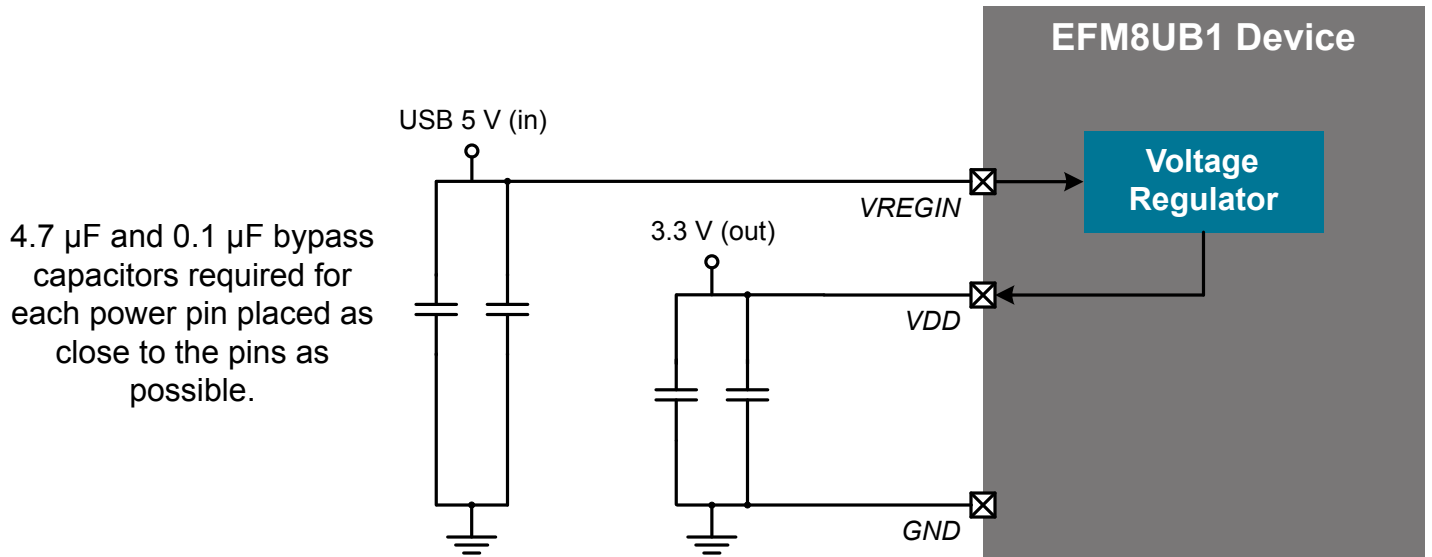 EFM8UB1 Device
USB 5 V (in)
Voltage
Regulator
VREGIN
4.7 µF and 0.1 µF bypass
capacitors required for
each power pin placed as
close to the pins as
possible.
3.3 V (out)
VDD
GND